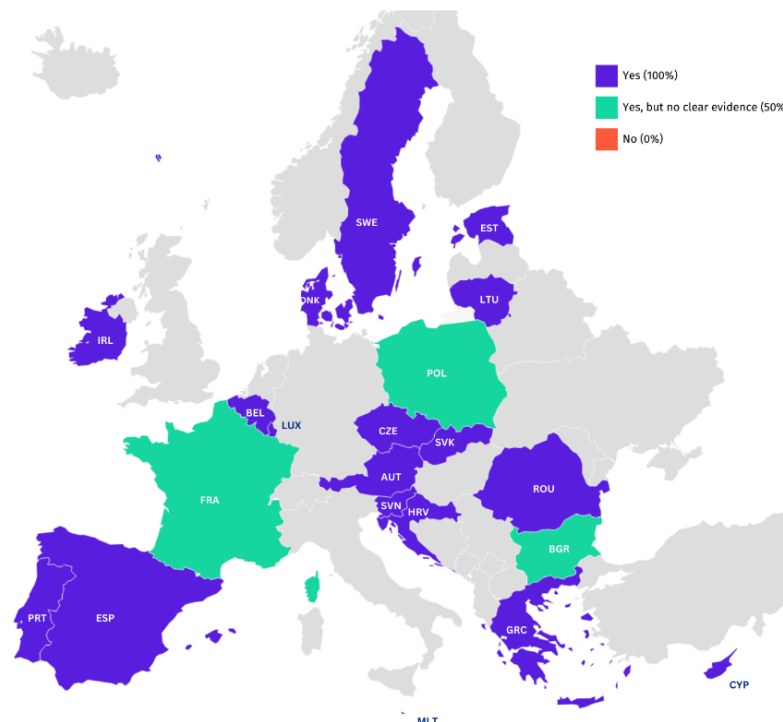 Yes (100%)
Yes, but no clear evidence (50%
No (0%)
SWE
EST
LTU
DNK
IRL
POL
BEL
LUX
CZE
SVK
FRA
AUT
ROU
SVN
HRV
BGR
PRT
ESP
GRC
CYP
MLT